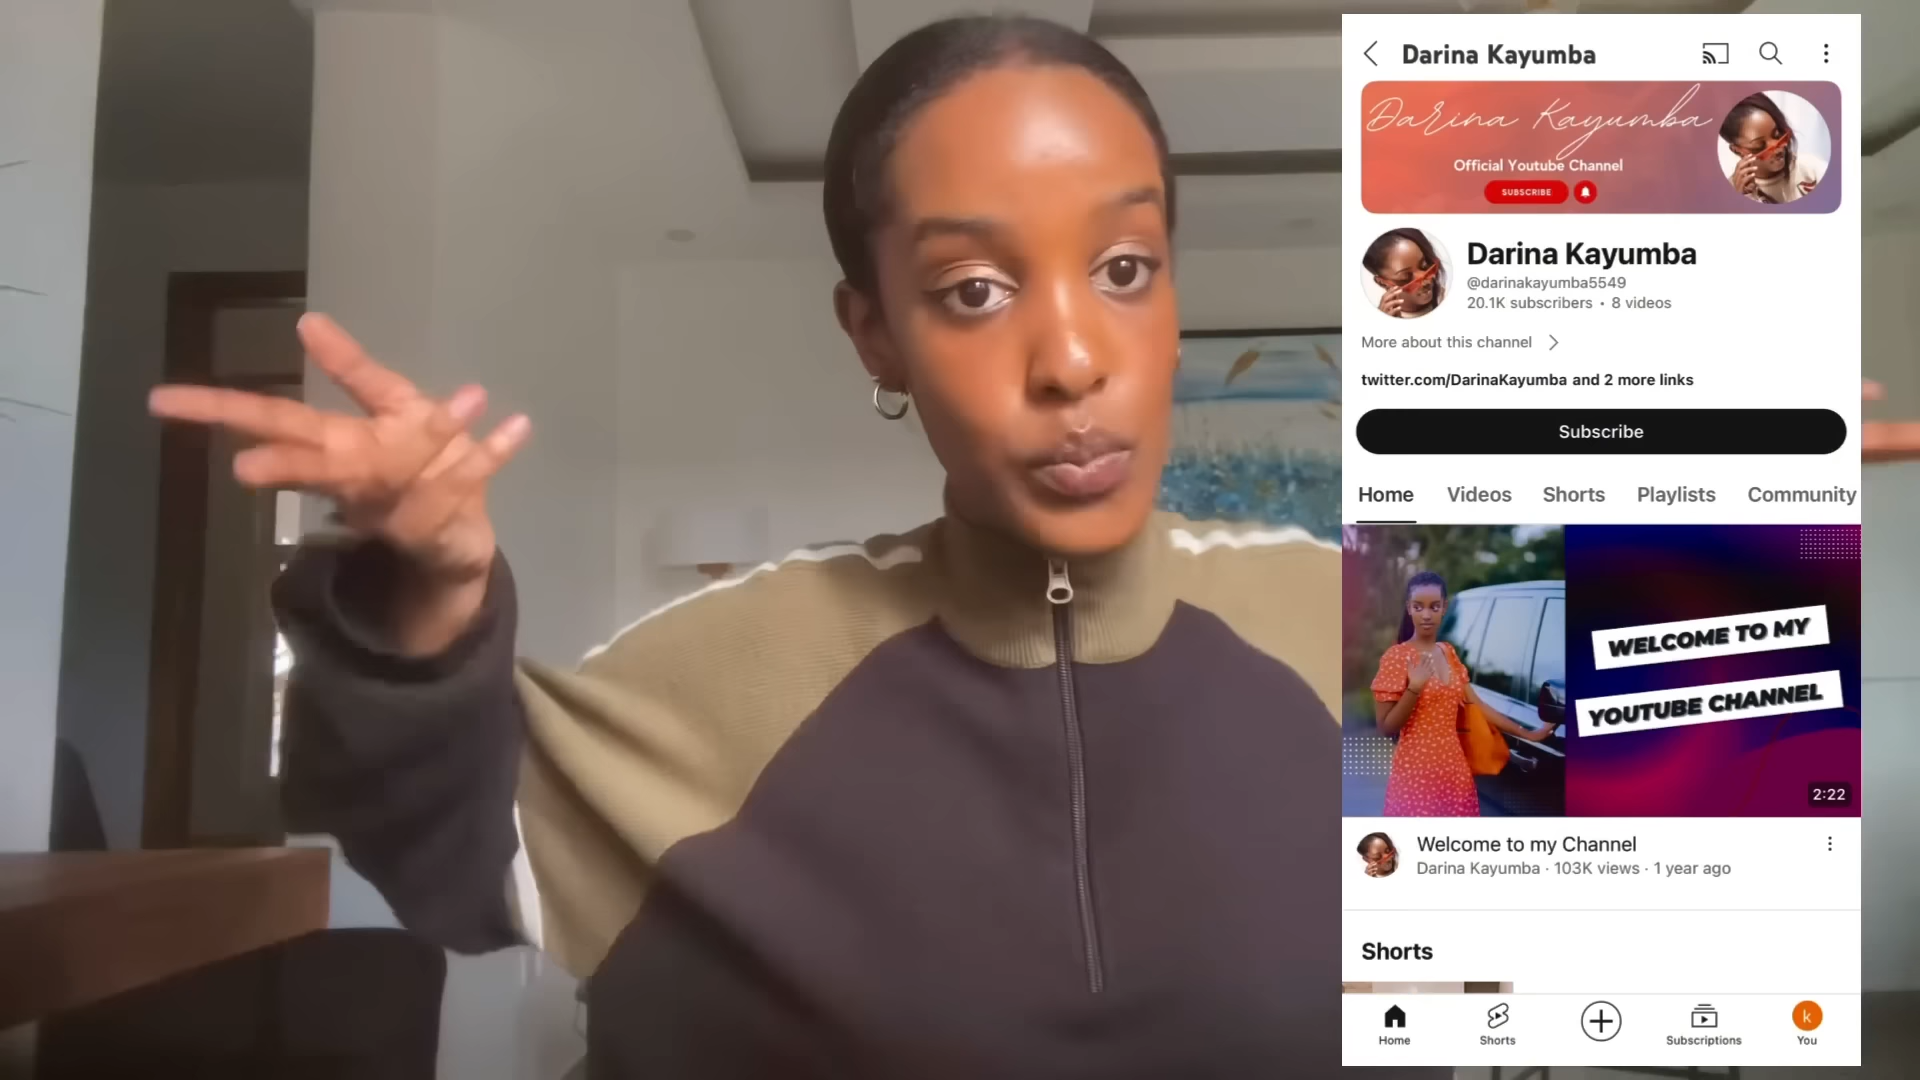 Darina Kayumba
Darina Kayumba
Official Youtube Channel
SUBSCRIBE
Darina Kayumba
@darinakayumba5549
20.1K subscribers • 8 videos
More about this channel
twitter.com/DarinaKayumba and 2 more links
Subscribe
Home Videos Shorts Playlists Community
WELCOME TO MY
YOUTUBE CHANNEL
2:22
Welcome to my Channel
Darina Kayumba · 103K views · 1 year ago
Shorts
k
Home Shorts Subscriptions You